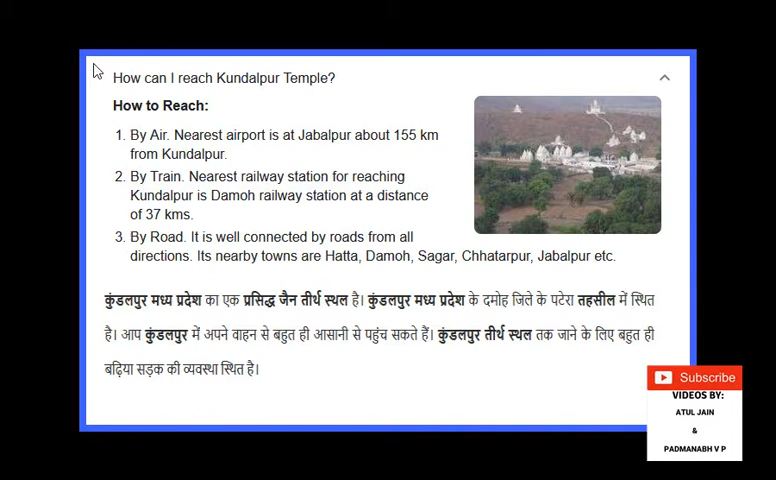 How can I reach Kundalpur Temple?
How to Reach:
1. By Air. Nearest airport is at Jabalpur about 155 km
from Kundalpur.
2. By Train. Nearest railway station for reaching
Kundalpur is Damoh railway station at a distance
of 37 kms.
3. By Road. It is well connected by roads from all
directions. Its nearby towns are Hatta, Damoh, Sagar, Chhatarpur, Jabalpur etc.
कुंडलपुर मध्य प्रदेश का एक प्रसिद्ध जैन तीर्थ स्थल है। कुंडलपुर मध्य प्रदेश के दमोह जिले के पटेरा तहसील में स्थित
है। आप कुंडलपुर में अपने वाहन से बहुत ही आसानी से पहुंच सकते हैं। कुंडलपुर तीर्थ स्थल तक जाने के लिए बहुत ही
बढ़िया सड़क की व्यवस्था स्थित है।
Subscribe
VIDEOS BY:
ATUL JAIN
&
PADMANABH V P